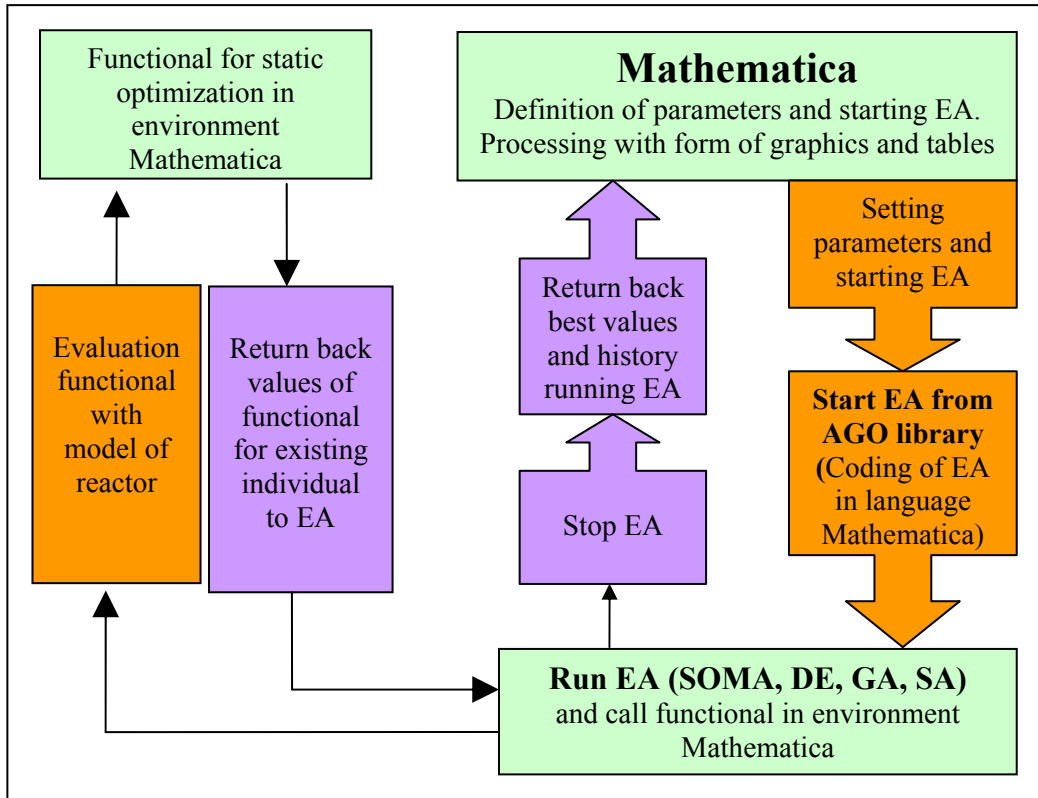 Functional for static
optimization in
environment
Mathematica
Mathematica
Definition of parameters and starting EA.
Processing with form of graphics and tables
Setting
parameters and
starting EA
Return back
best values
and history
running EA
Evaluation
functional
with
model of
reactor
Return back
values of
functional
for existing
individual
to EA
Start EA from
AGO library
(Coding of EA
in language
Mathematica)
Stop EA
Run EA (SOMA, DE, GA, SA)
and call functional in environment
Mathematica